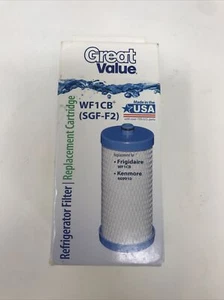 Great
Value
WF1CB®
(SGF-F2)
Made in the
USA
Refrigerator Filter | Replacement Cartridge
• Frigidaire
WF1CB
• Kenmore